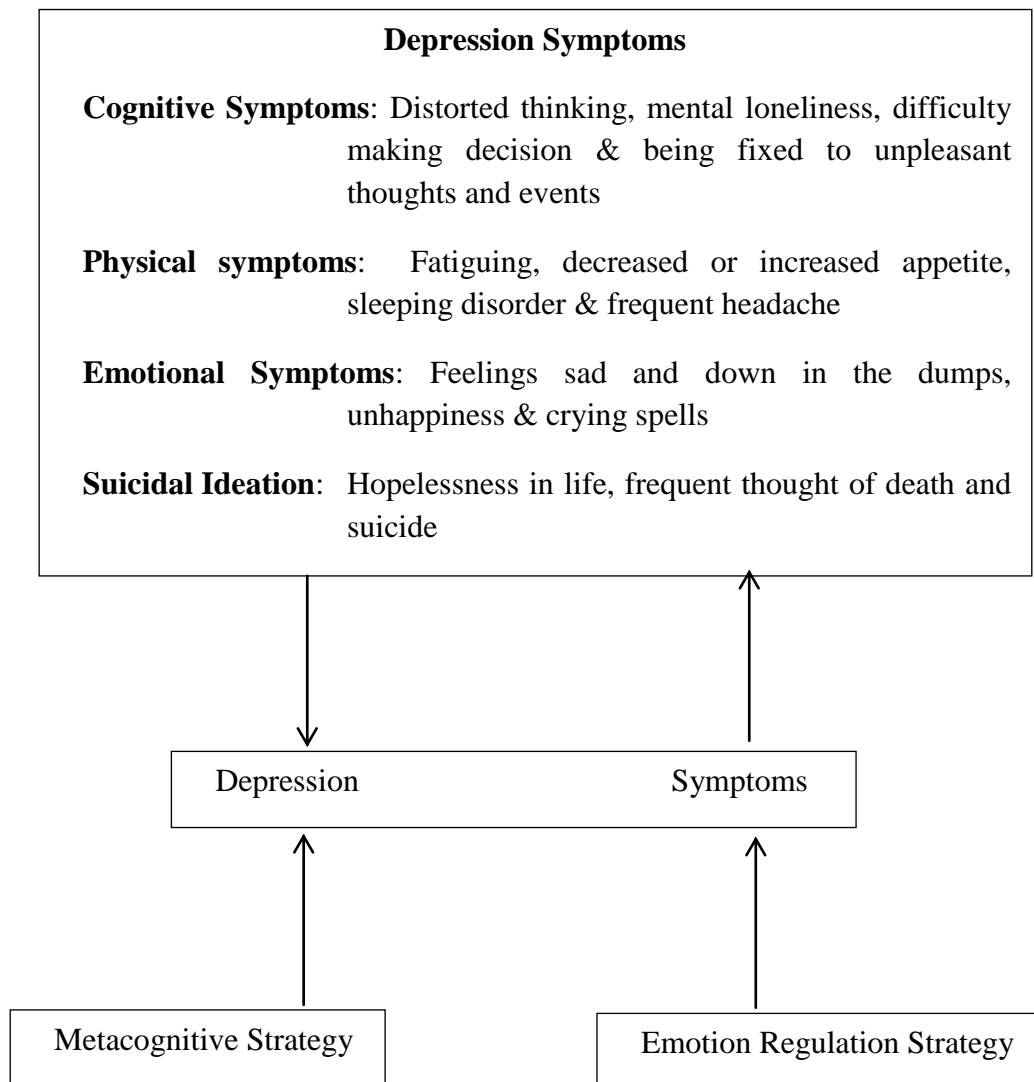 Depression Symptoms
Cognitive Symptoms: Distorted thinking, mental loneliness, difficulty
making decision & being fixed to unpleasant
thoughts and events
Physical symptoms: Fatiguing, decreased or increased appetite,
sleeping disorder & frequent headache
Emotional Symptoms: Feelings sad and down in the dumps,
unhappiness & crying spells
Suicidal Ideation: Hopelessness in life, frequent thought of death and
suicide
Depression Symptoms
Metacognitive Strategy
Emotion Regulation Strategy